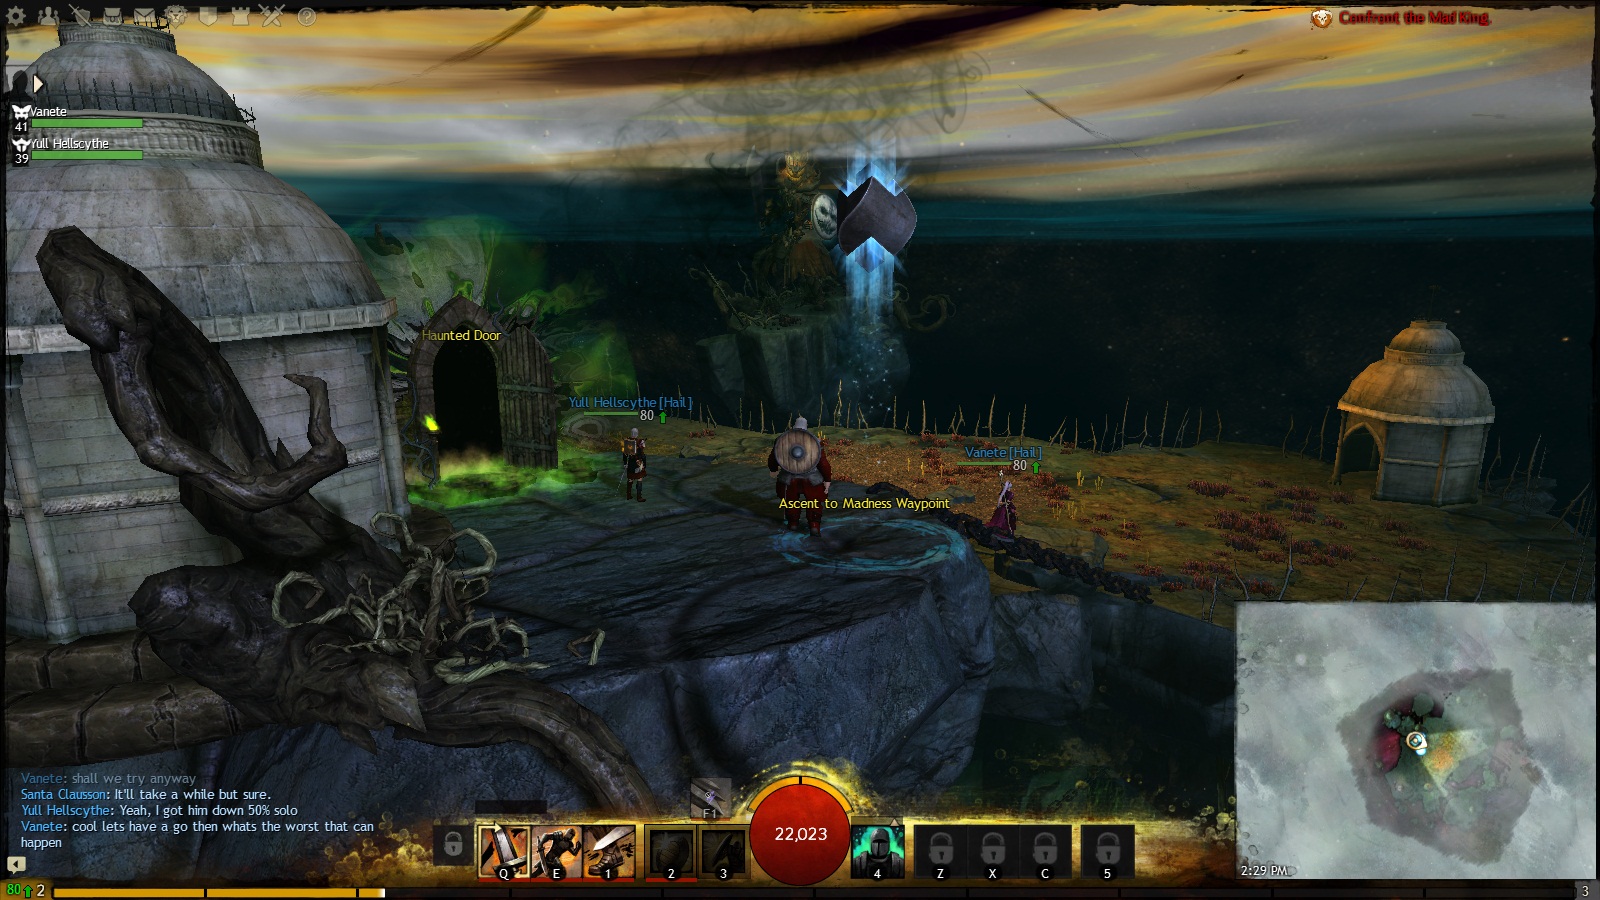 Confront the Mad King.
Vanete
41
Yull Hellscythe
39
Haunted Door
Yull Hellscythe [Hail]
80
Vanete [Hail]
80
Ascent to Madness Waypoint
Vanete: shall we try anyway
Santa Clausson: It'll take a while but sure.
Yull Hellscythe: Yeah, I got him down 50% solo
Vanete: cool lets have a go then whats the worst that can
happen
F1
22,023
Q E 1 2 3 4 Z X C 5
2:29 PM
80 2
3